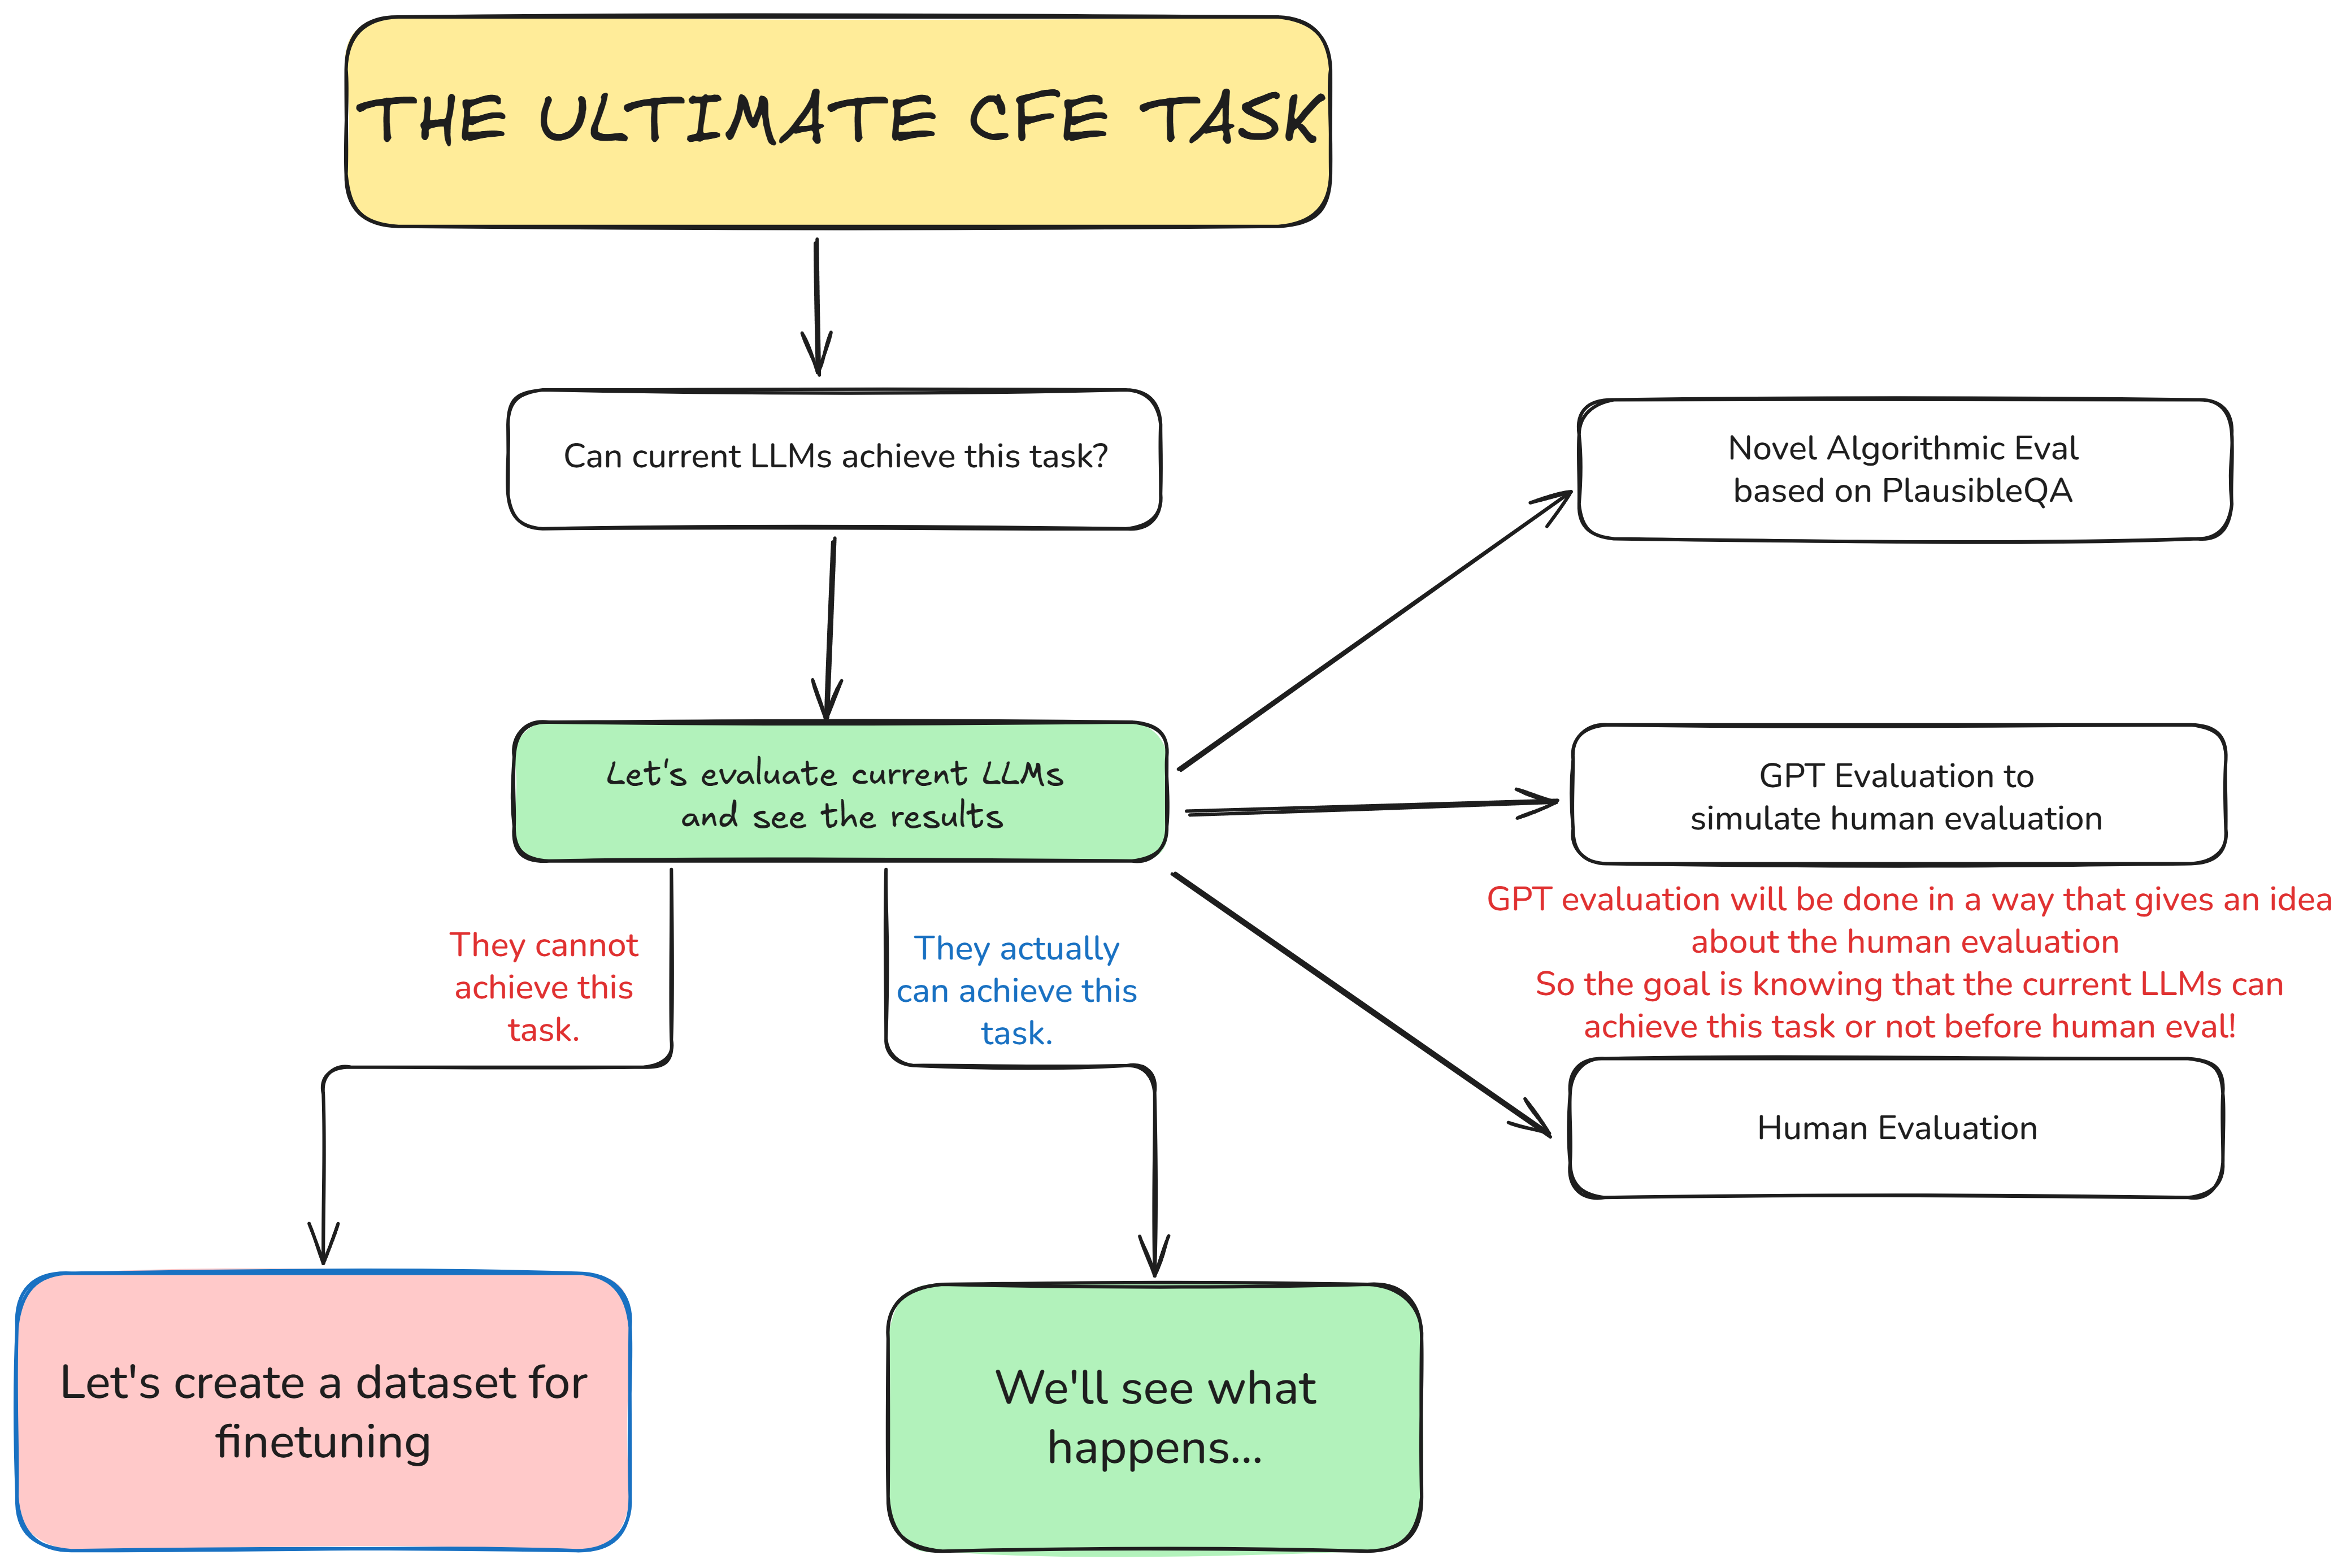 THE ULTIMATE CFE TASK
Can current LLMs achieve this task?
Novel Algorithmic Eval
based on PlausibleQA
Let's evaluate current LLMs
and see the results
GPT Evaluation to
simulate human evaluation
GPT evaluation will be done in a way that gives an idea
about the human evaluation
So the goal is knowing that the current LLMs can
achieve this task or not before human eval!
They cannot
achieve this
task.
They actually
can achieve this
task.
Human Evaluation
Let's create a dataset for
finetuning
We'll see what
happens...